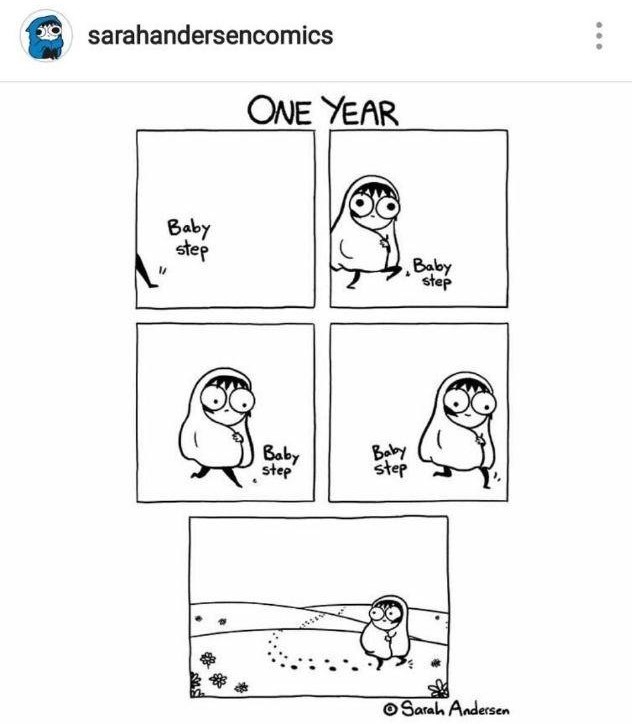 sarahandersencomics
ONE YEAR
Baby
step
Baby
step
Baby
step
Baby
step
© Sarah Andersen